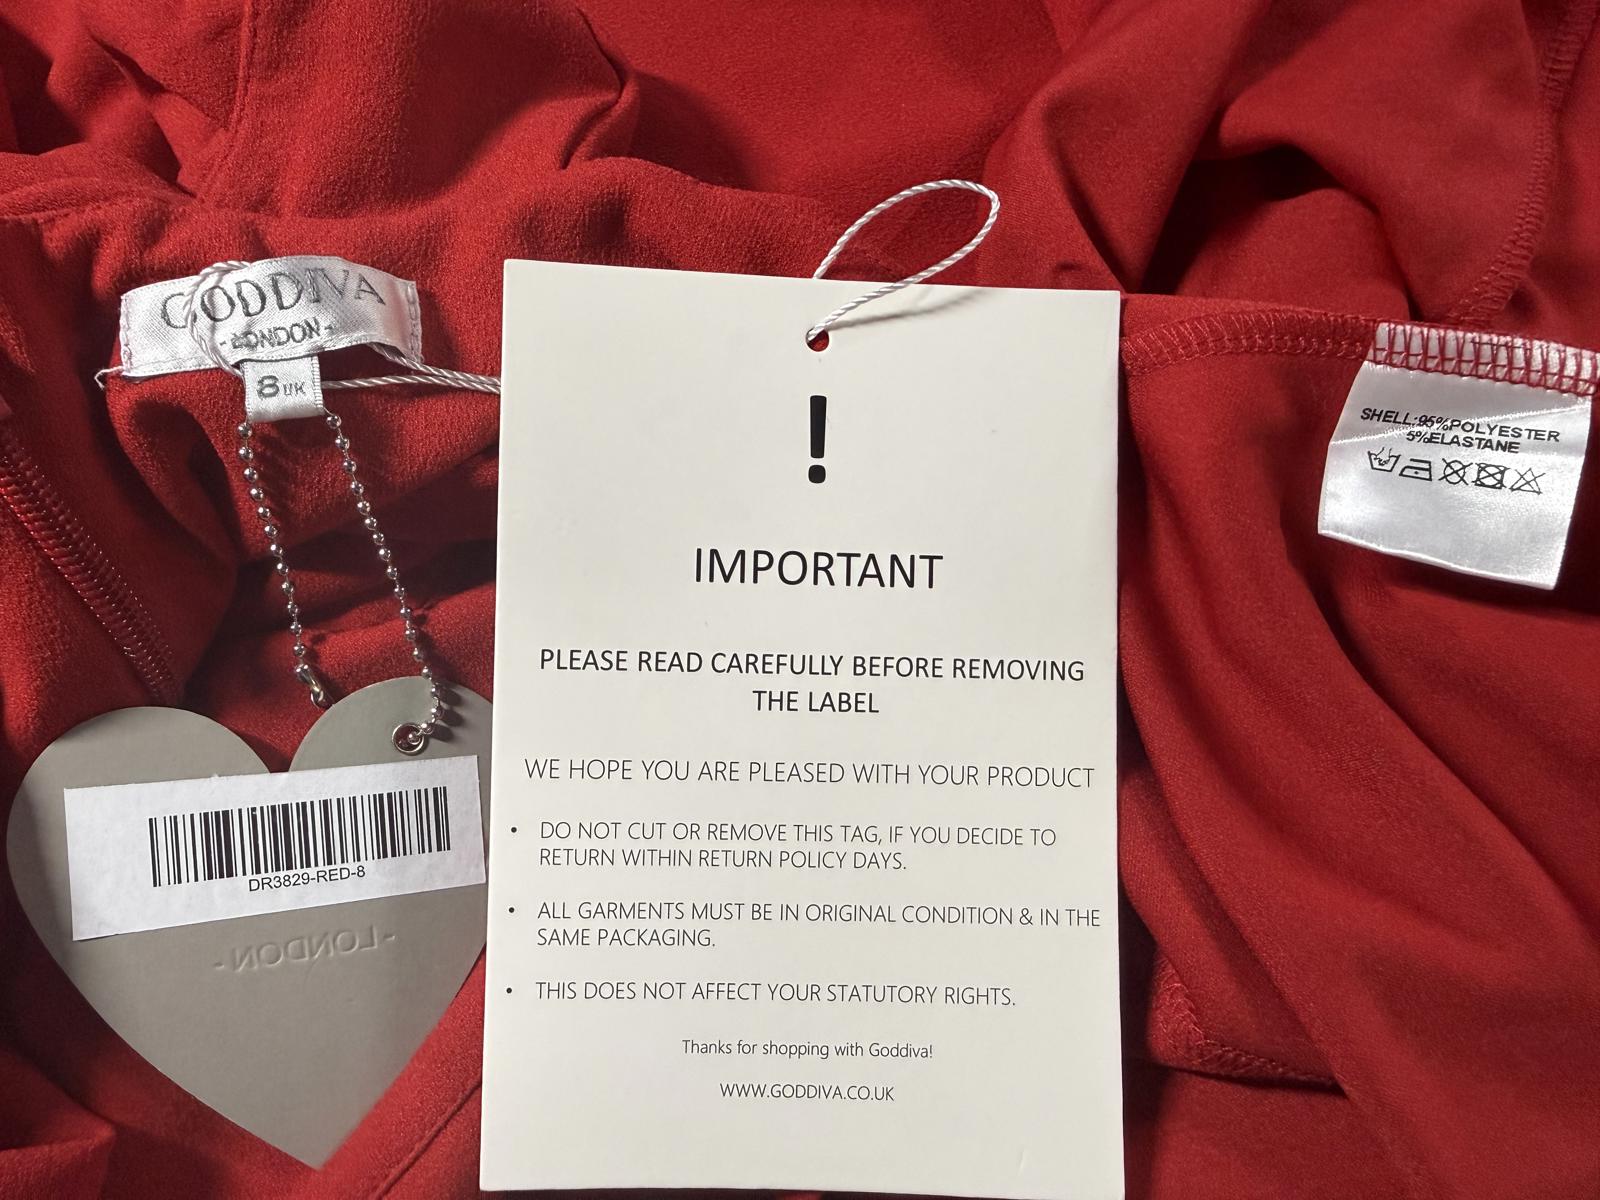 GODDIVA
- LONDON -
8 UK
DR3829-RED-8
- LONDON -
!
IMPORTANT
PLEASE READ CAREFULLY BEFORE REMOVING
THE LABEL
WE HOPE YOU ARE PLEASED WITH YOUR PRODUCT
• DO NOT CUT OR REMOVE THIS TAG, IF YOU DECIDE TO
RETURN WITHIN RETURN POLICY DAYS.
• ALL GARMENTS MUST BE IN ORIGINAL CONDITION & IN THE
SAME PACKAGING.
• THIS DOES NOT AFFECT YOUR STATUTORY RIGHTS.
Thanks for shopping with Goddiva!
WWW.GODDIVA.CO.UK
SHELL:95%POLYESTER
5%ELASTANE